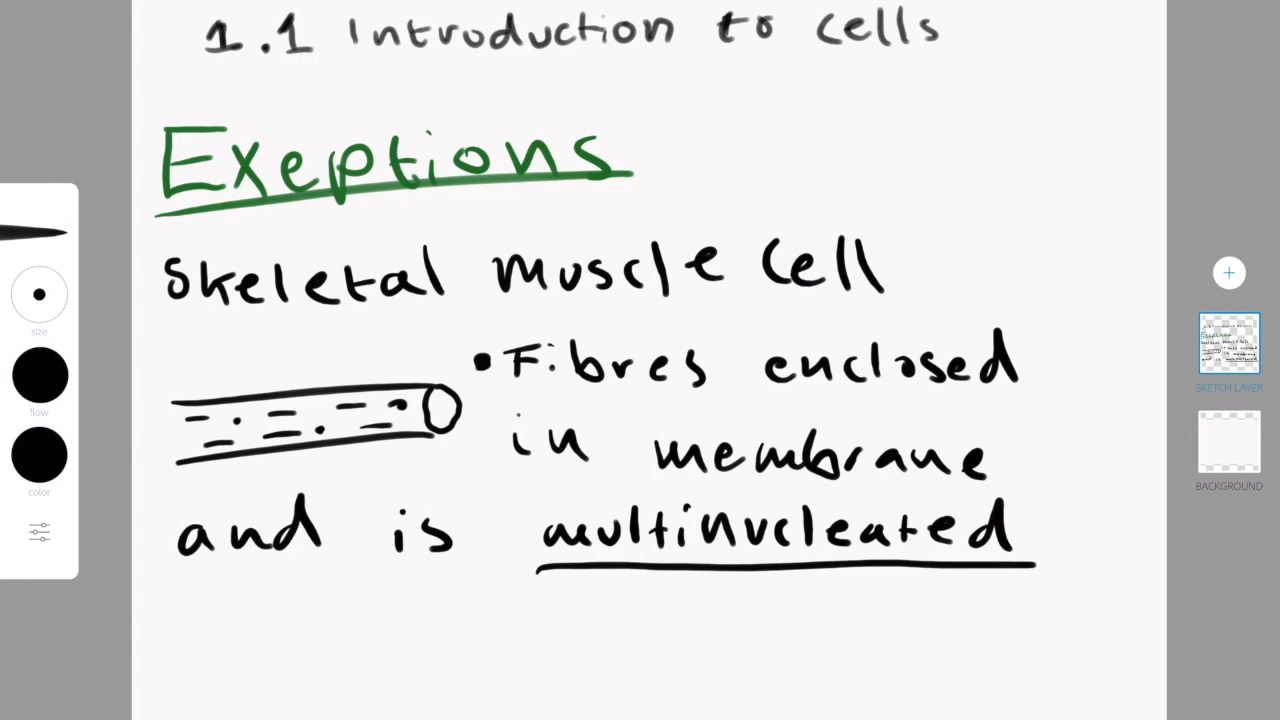 1.1 Introduction to cells
Exeptions
Skeletal muscle cell
• Fibres enclosed
in membrane
and is multinucleated
size
flow
color
+
SKETCH LAYER
BACKGROUND